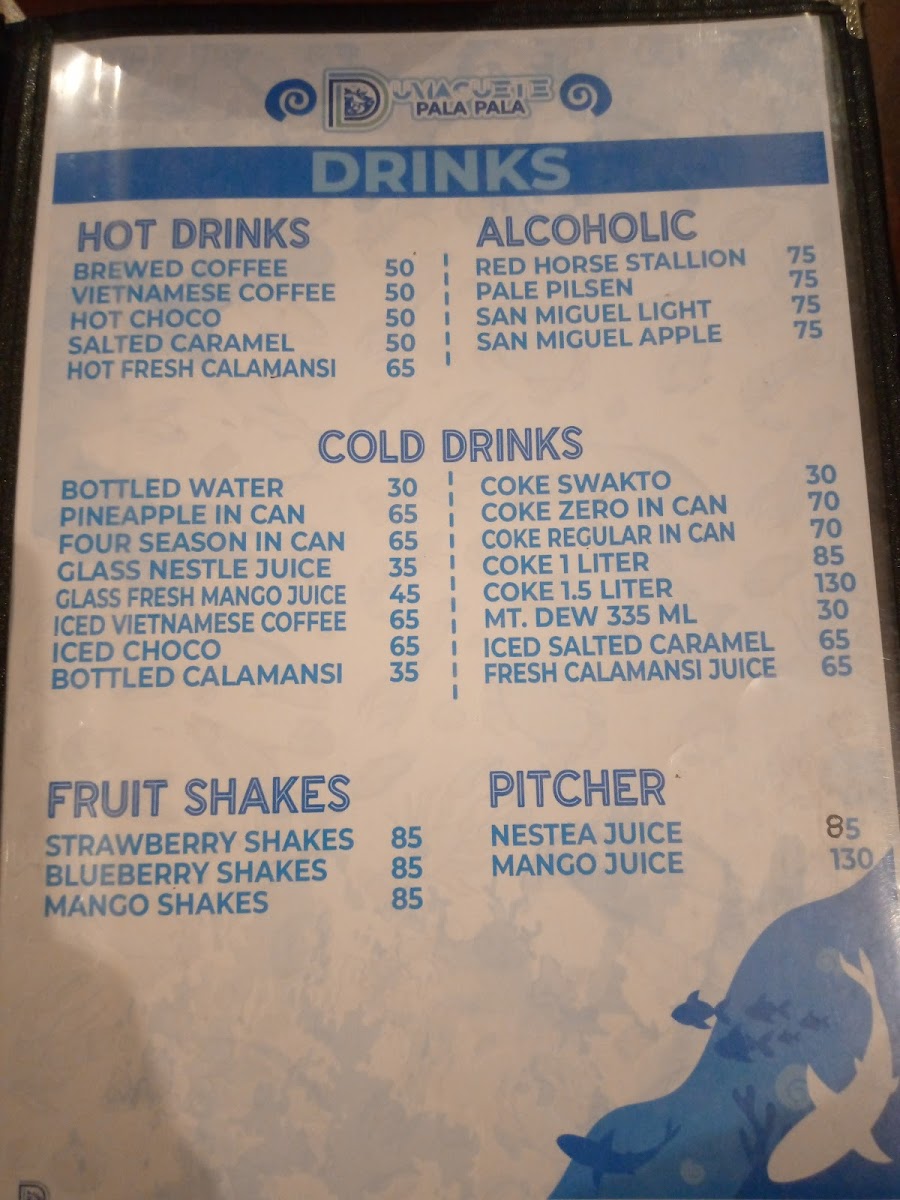 DUMAGUETE
PALA PALA
DRINKS
HOT DRINKS
BREWED COFFEE 50
VIETNAMESE COFFEE 50
HOT CHOCO 50
SALTED CARAMEL 50
HOT FRESH CALAMANSI 65
ALCOHOLIC
RED HORSE STALLION 75
PALE PILSEN 75
SAN MIGUEL LIGHT 75
SAN MIGUEL APPLE 75
COLD DRINKS
BOTTLED WATER 30
PINEAPPLE IN CAN 65
FOUR SEASON IN CAN 65
GLASS NESTLE JUICE 35
GLASS FRESH MANGO JUICE 45
ICED VIETNAMESE COFFEE 65
ICED CHOCO 65
BOTTLED CALAMANSI 35
COKE SWAKTO 30
COKE ZERO IN CAN 70
COKE REGULAR IN CAN 70
COKE 1 LITER 85
COKE 1.5 LITER 130
MT. DEW 335 ML 30
ICED SALTED CARAMEL 65
FRESH CALAMANSI JUICE 65
FRUIT SHAKES
STRAWBERRY SHAKES 85
BLUEBERRY SHAKES 85
MANGO SHAKES 85
PITCHER
NESTEA JUICE 85
MANGO JUICE 130